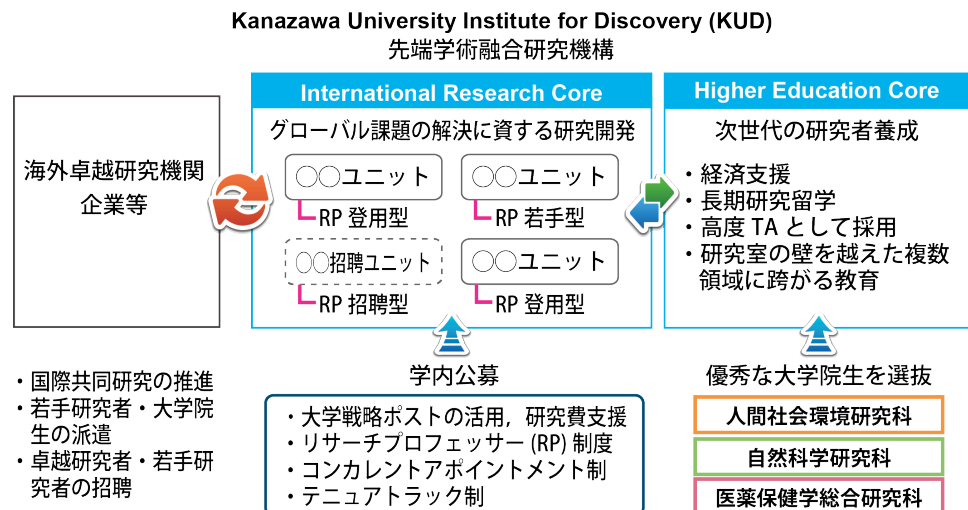 Kanazawa University Institute for Discovery (KUD)
先端学術融合研究機構
海外卓越研究機関
企業等
・国際共同研究の推進
・若手研究者・大学院
生の派遣
・卓越研究者・若手研
究者の招聘
International Research Core
グローバル課題の解決に資する研究開発
○○ユニット
RP 登用型
○○ユニット
RP 若手型
○○招聘ユニット
RP 招聘型
○○ユニット
RP 登用型
学内公募
・大学戦略ポストの活用，研究費支援
・リサーチプロフェッサー (RP) 制度
・コンカレントアポイントメント制
・テニュアトラック制
Higher Education Core
次世代の研究者養成
・経済支援
・長期研究留学
・高度 TA として採用
・研究室の壁を越えた複数
領域に跨がる教育
優秀な大学院生を選抜
人間社会環境研究科
自然科学研究科
医薬保健学総合研究科